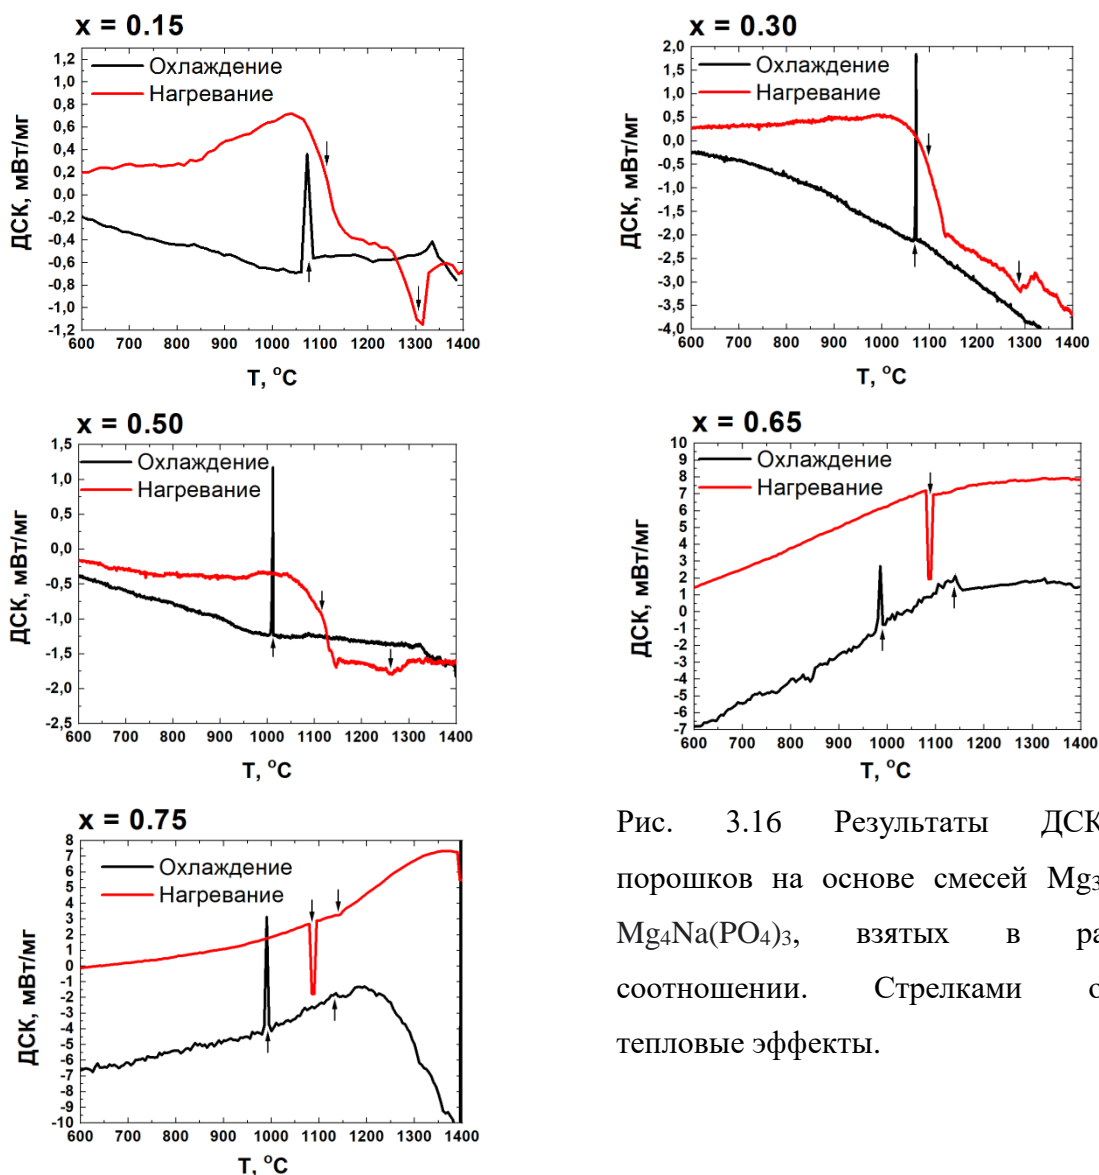 x = 0.15
Охлаждение
Нагревание
1,2
1,0
0,8
0,6
0,4
0,2
0,0
0,2
-0,4
-0,6
-0,8
1,0
-1,2
ДСК, мВт/мг
600 700 800 900 1000 1100 1200 1300 1400
T, °C
x = 0.30
Охлаждение
Нагревание
2,0
1,5
1,0
0,5
0,0
-0,5
-1,0
-1,5
-2,0
-2,5
-3,0
-3,5
-4,0
ДСК, мВт/мг
600 700 800 900 1000 1100 1200 1300 1400
T, °C
x = 0.50
Охлаждение
Нагревание
1,5
1,0
0,5
0,0
-0,5
-1,0
-1,5
-2,0
-2,5
ДСК, мВт/мг
600 700 800 900 1000 1100 1200 1300 1400
T, °C
x = 0.65
Охлаждение
Нагревание
10
9
8
7
6
5
4
3
2
1
0
-1
-2
-3
-4
-5
-6
-7
ДСК, мВт/мг
600 700 800 900 1000 1100 1200 1300 1400
T, °C
x = 0.75
Охлаждение
Нагревание
8
7
6
5
4
3
2
1
0
-1
-2
-3
-4
-5
-6
-7
-8
-9
-10
ДСК, мВт/мг
600 700 800 900 1000 1100 1200 1300 1400
T, °C
Рис. 3.16 Результаты ДСК
порошков на основе смесей Mg₃
Mg₄Na(PO₄)₃, взятых в ра
соотношении. Стрелками о
тепловые эффекты.